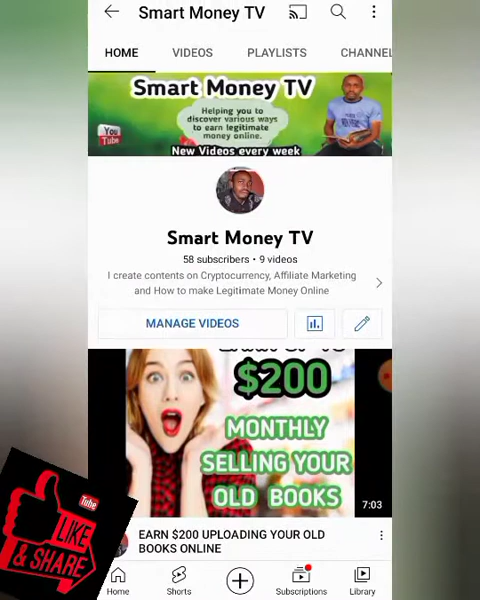 Smart Money TV
HOME VIDEOS PLAYLISTS CHANNEL
Smart Money TV
Helping you to
discover various ways
to earn legitimate
money online.
You
Tube
New Videos every week
Smart Money TV
58 subscribers • 9 videos
I create contents on Cryptocurrency, Affiliate Marketing
and How to make Legitimate Money Online
MANAGE VIDEOS
$200
MONTHLY
SELLING YOUR
OLD BOOKS
7:03
Tube
LIKE
& SHARE
EARN $200 UPLOADING YOUR OLD
BOOKS ONLINE
Home Shorts Subscriptions Library